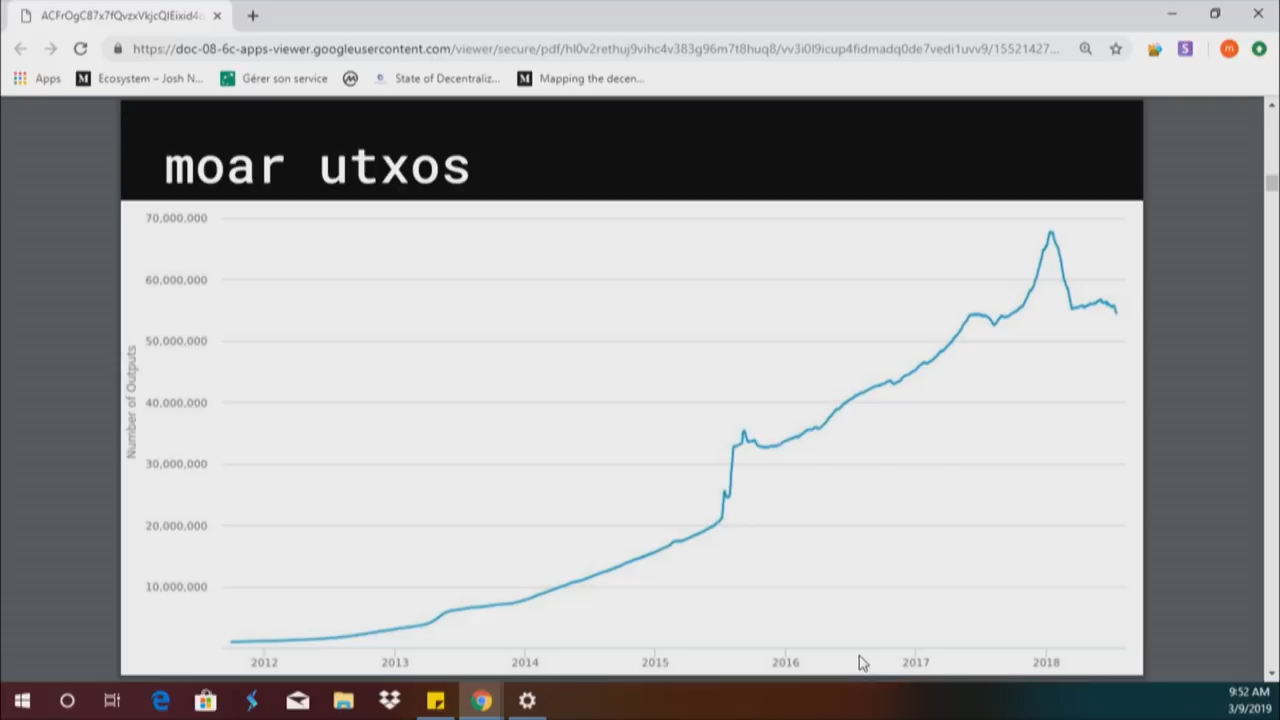 ACFrOgC87x7fQvzxVkjcQIEixid4
https://doc-08-6c-apps-viewer.googleusercontent.com/viewer/secure/pdf/hl0v2rethuj9vihc4v383g96m7t8huq8/vv3i0l9icup4fidmadq0de7vedi1uvv9/15521427...
Apps
Ecosystem – Josh N...
Gérer son service
State of Decentraliz...
Mapping the decen...
moar utxos
70,000,000
60,000,000
50,000,000
40,000,000
30,000,000
20,000,000
10,000,000
Number of Outputs
2012 2013 2014 2015 2016 2017 2018
9:52 AM
3/9/2019